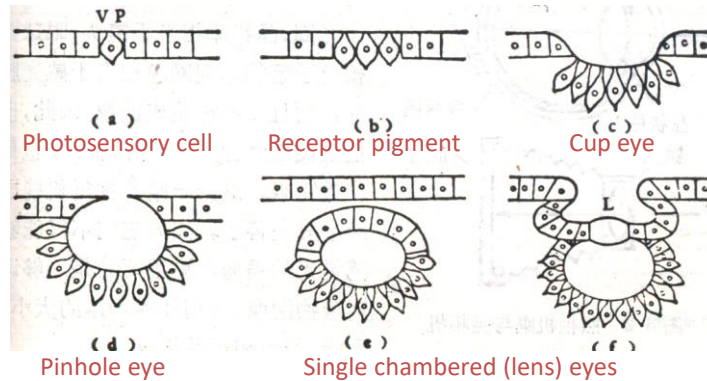 V P
(a)
(b)
(c)
Photosensory cell
Receptor pigment
Cup eye
L
(d)
(e)
(f)
Pinhole eye
Single chambered (lens) eyes